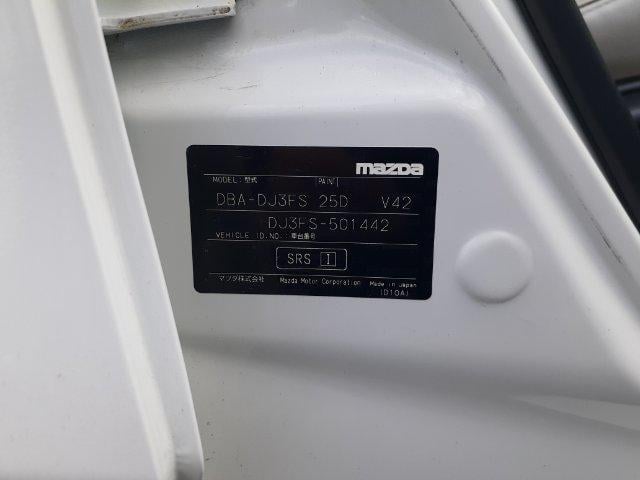 mazda
MODEL:型式 PAINT
DBA-DJ3FS 25D V42
DJ3FS-501442
VEHICLE ID.NO.:車台番号
SRS I
マツダ株式会社 Mazda Motor Corporation Made in Japan
(D10A)